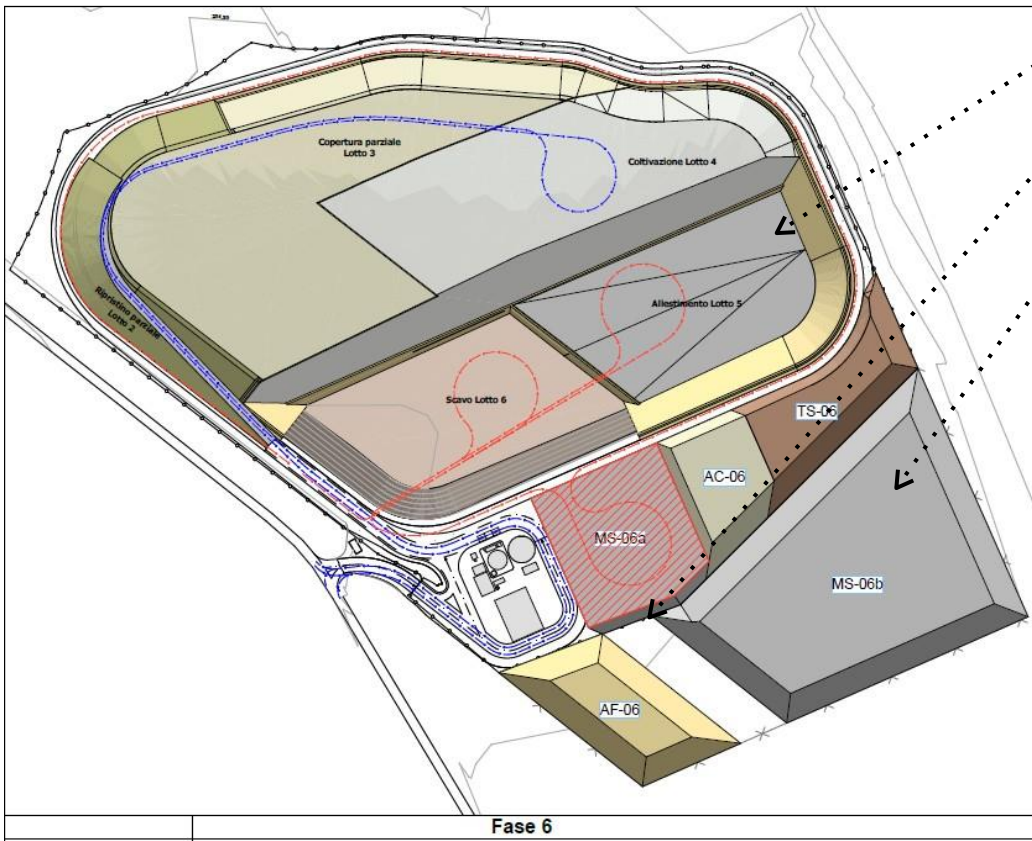 Copertura parziale
Lotto 3
Coltivazione Lotto 4
Ripristino parziale
Lotto 2
Allestimento Lotto 5
Scavo Lotto 6
TS-06
AC-06
MS-06a
MS-06b
AF-06
Fase 6